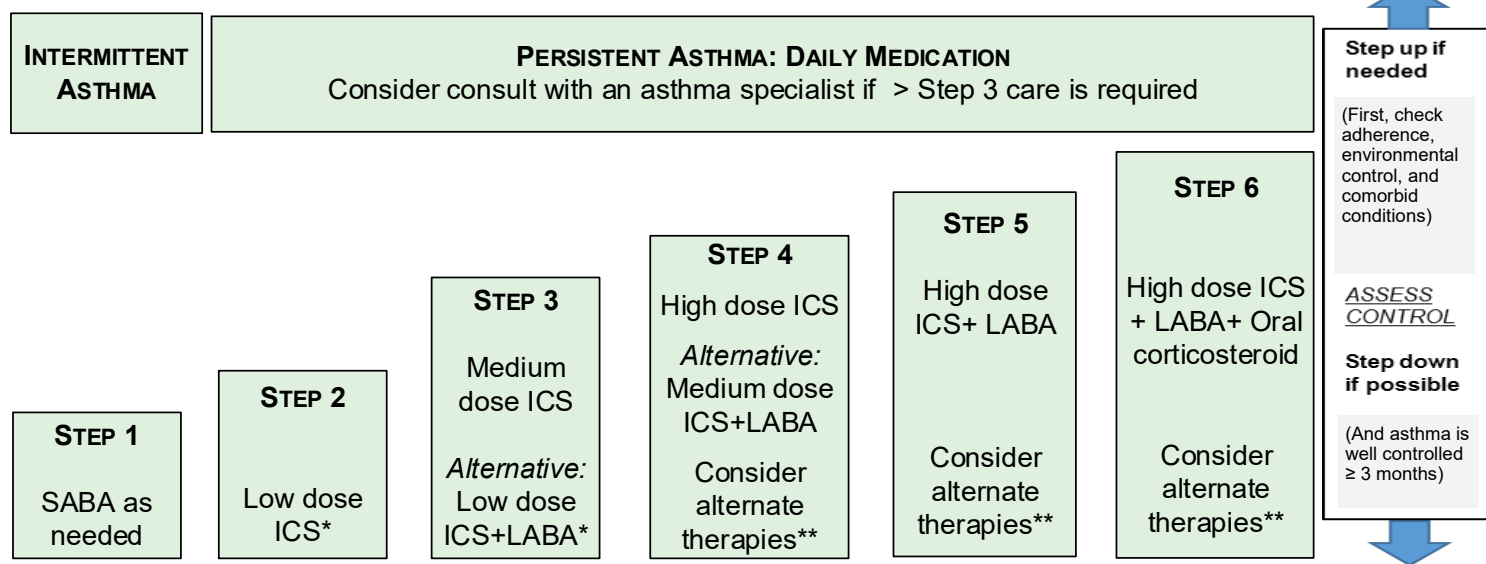 INTERMITTENT
ASTHMA
PERSISTENT ASTHMA: DAILY MEDICATION
Consider consult with an asthma specialist if > Step 3 care is required
STEP 1
SABA as
needed
STEP 2
Low dose
ICS*
STEP 3
Medium
dose ICS
Alternative:
Low dose
ICS+LABA*
STEP 4
High dose ICS
Alternative:
Medium dose
ICS+LABA
Consider
alternate
therapies**
STEP 5
High dose
ICS+ LABA
Consider
alternate
therapies**
STEP 6
High dose ICS
+ LABA+ Oral
corticosteroid
Consider
alternate
therapies**
Step up if
needed
(First, check
adherence,
environmental
control, and
comorbid
conditions)
ASSESS
CONTROL
Step down
if possible
(And asthma is
well controlled
≥ 3 months)